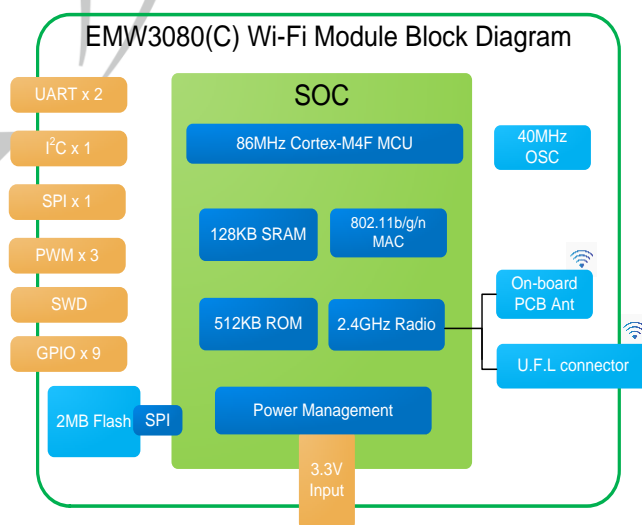 EMW3080(C) Wi-Fi Module Block Diagram
UART x 2
I²C x 1
SPI x 1
PWM x 3
SWD
GPIO x 9
2MB Flash
SPI
SOC
86MHz Cortex-M4F MCU
128KB SRAM
802.11b/g/n
MAC
512KB ROM
2.4GHz Radio
Power Management
3.3V
Input
40MHz
OSC
On-board
PCB Ant
U.F.L connector